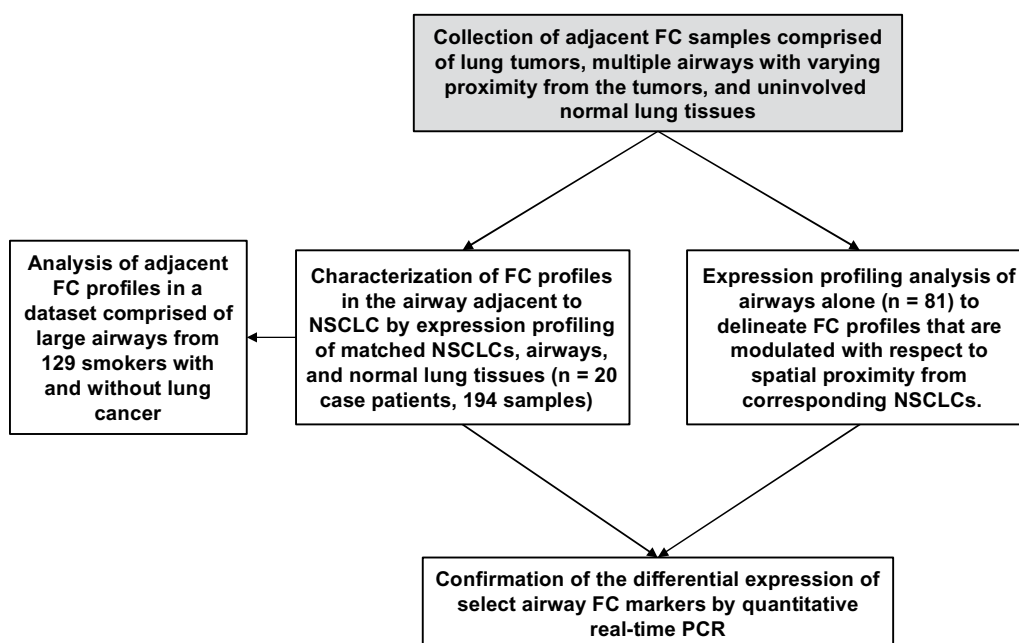 Collection of adjacent FC samples comprised
of lung tumors, multiple airways with varying
proximity from the tumors, and uninvolved
normal lung tissues
Analysis of adjacent
FC profiles in a
dataset comprised of
large airways from
129 smokers with
and without lung
cancer
Characterization of FC profiles
in the airway adjacent to
NSCLC by expression profiling
of matched NSCLCs, airways,
and normal lung tissues (n = 20
case patients, 194 samples)
Expression profiling analysis of
airways alone (n = 81) to
delineate FC profiles that are
modulated with respect to
spatial proximity from
corresponding NSCLCs.
Confirmation of the differential expression of
select airway FC markers by quantitative
real-time PCR